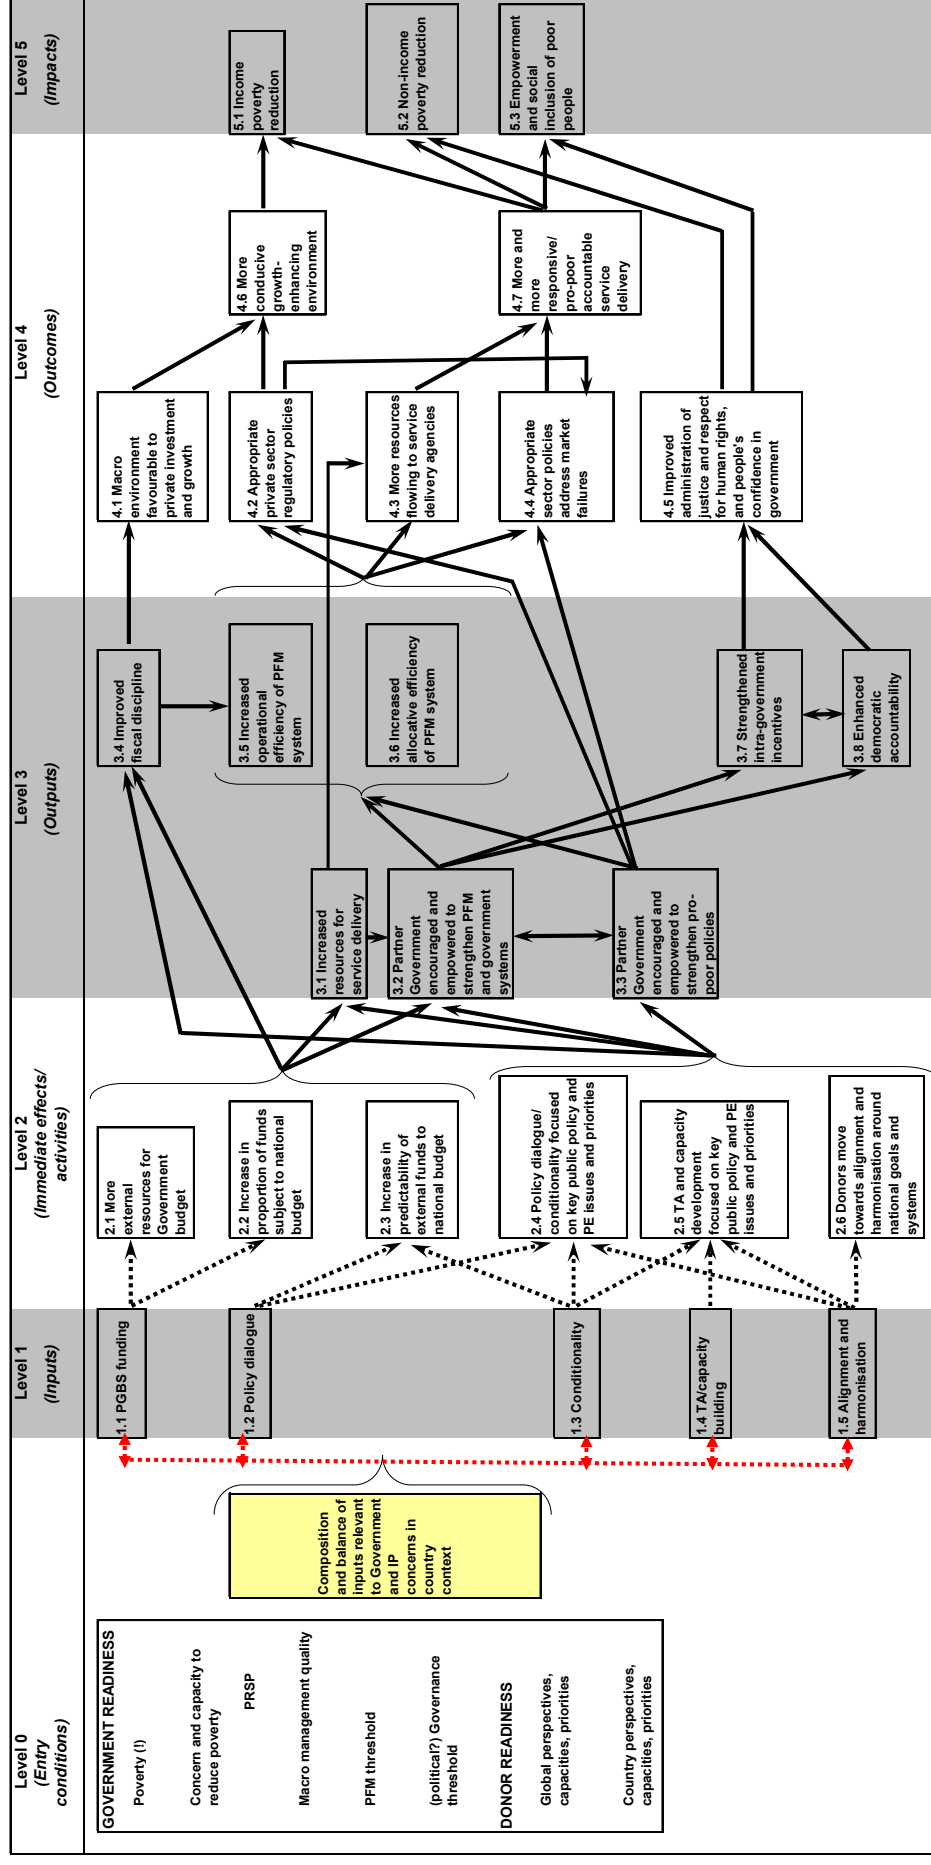 Level 0
(Entry
conditions)
Level 1
(Inputs)
Level 2
(Immediate effects/
activities)
Level 3
(Outputs)
Level 4
(Outcomes)
Level 5
(Impacts)
GOVERNMENT READINESS
Poverty (!)
Concern and capacity to
reduce poverty
PRSP
Macro management quality
PFM threshold
(political?) Governance
threshold
DONOR READINESS
Global perspectives,
capacities, priorities
Country perspectives,
capacities, priorities
Composition
and balance of
inputs relevant
to Government
and IP
concerns in
country
context
1.1 PGBS funding
1.2 Policy dialogue
1.3 Conditionality
1.4 TA/capacity
building
1.5 Alignment and
harmonisation
2.1 More
external
resources for
Government
budget
2.2 Increase in
proportion of funds
subject to national
budget
2.3 Increase in
predictability of
external funds to
national budget
2.4 Policy dialogue/
conditionality focused
on key public policy and
PE issues and priorities
2.5 TA and capacity
development
focused on key
public policy and PE
issues and priorities
2.6 Donors move
towards alignment and
harmonisation around
national goals and
systems
3.1 Increased
resources for
service delivery
3.2 Partner
Government
encouraged and
empowered to
strengthen PFM
and government
systems
3.3 Partner
Government
encouraged and
empowered to
strengthen pro-
poor policies
3.4 Improved
fiscal discipline
3.5 Increased
operational
efficiency of PFM
system
3.6 Increased
allocative efficiency
of PFM system
3.7 Strengthened
intra-government
incentives
3.8 Enhanced
democratic
accountability
4.1 Macro
environment
favourable to
private investment
and growth
4.2 Appropriate
private sector
regulatory policies
4.3 More resources
flowing to service
delivery agencies
4.4 Appropriate
sector policies
address market
failures
4.5 Improved
administration of
justice and respect
for human rights,
and people's
confidence in
government
4.6 More
conducive
growth-
enhancing
environment
4.7 More and
more
responsive/
pro-poor
accountable
service
delivery
5.1 Income
poverty
reduction
5.2 Non-income
poverty reduction
5.3 Empowerment
and social
inclusion of poor
people